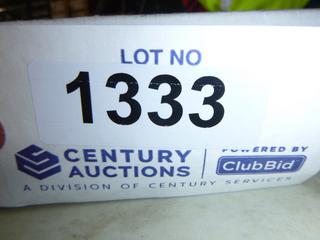 LOT NO
1333
CENTURY AUCTIONS
POWERED BY
ClubBid
A DIVISION OF CENTURY SERVICES